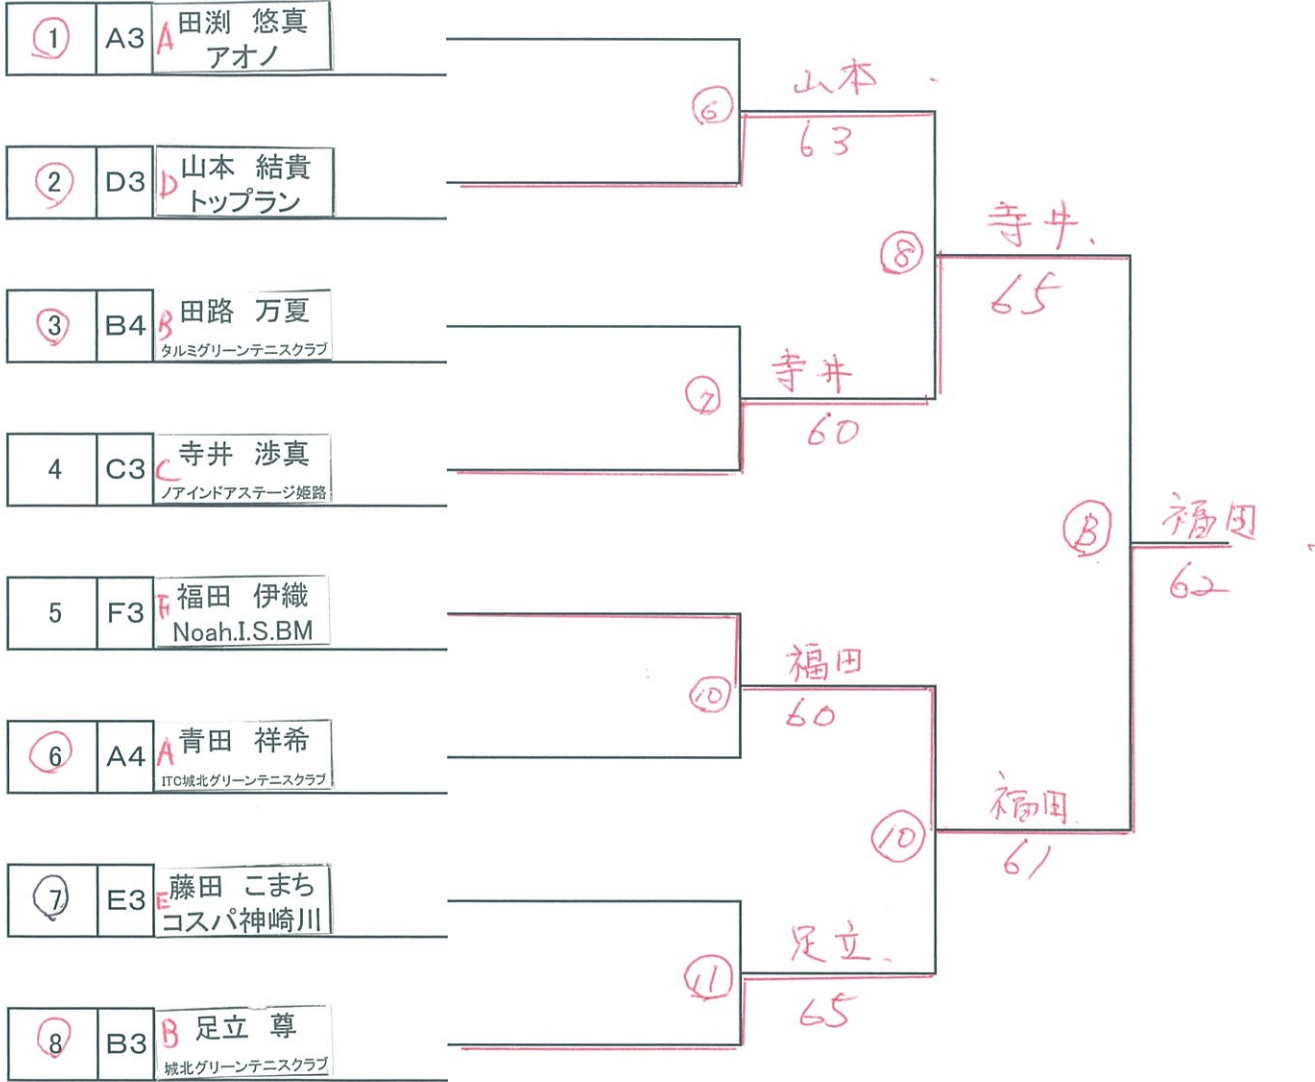 1 A3 A 田渕 悠真
アオノ
6 山本
63
2 D3 D 山本 結貴
トップラン
8 寺井
65
3 B4 B 田路 万夏
タルミグリーンテニスクラブ
7 寺井
60
4 C3 C 寺井 渉真
ノアインドアステージ姫路
B 福田
62
5 F3 F 福田 伊織
Noah.I.S.BM
10 福田
60
6 A4 A 青田 祥希
ITC城北グリーンテニスクラブ
10 福田
61
7 E3 E 藤田 こまち
コスパ神崎川
11 足立
65
8 B3 B 足立 尊
城北グリーンテニスクラブ